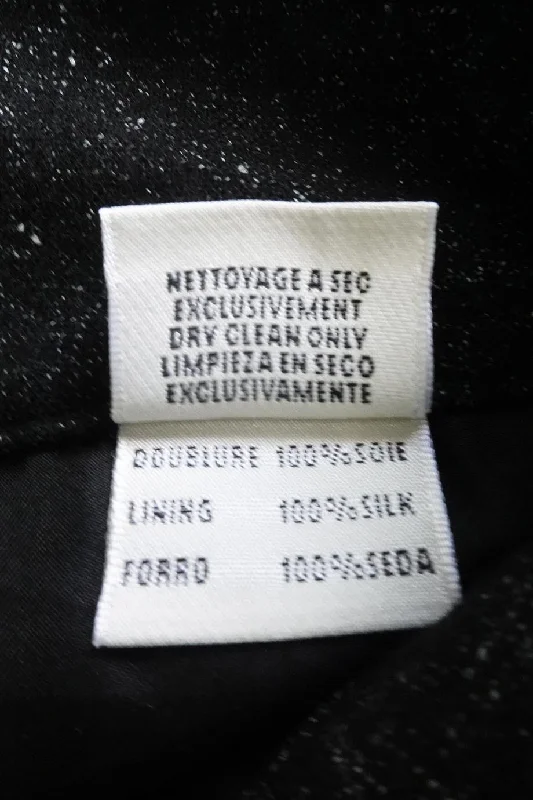 NETTOYAGE A SEC
EXCLUSIVEMENT
DRY CLEAN ONLY
LIMPIEZA EN SECO
EXCLUSIVAMENTE
DOUBLURE 100% SOIE
LINING 100% SILK
FORRO 100% SEDA